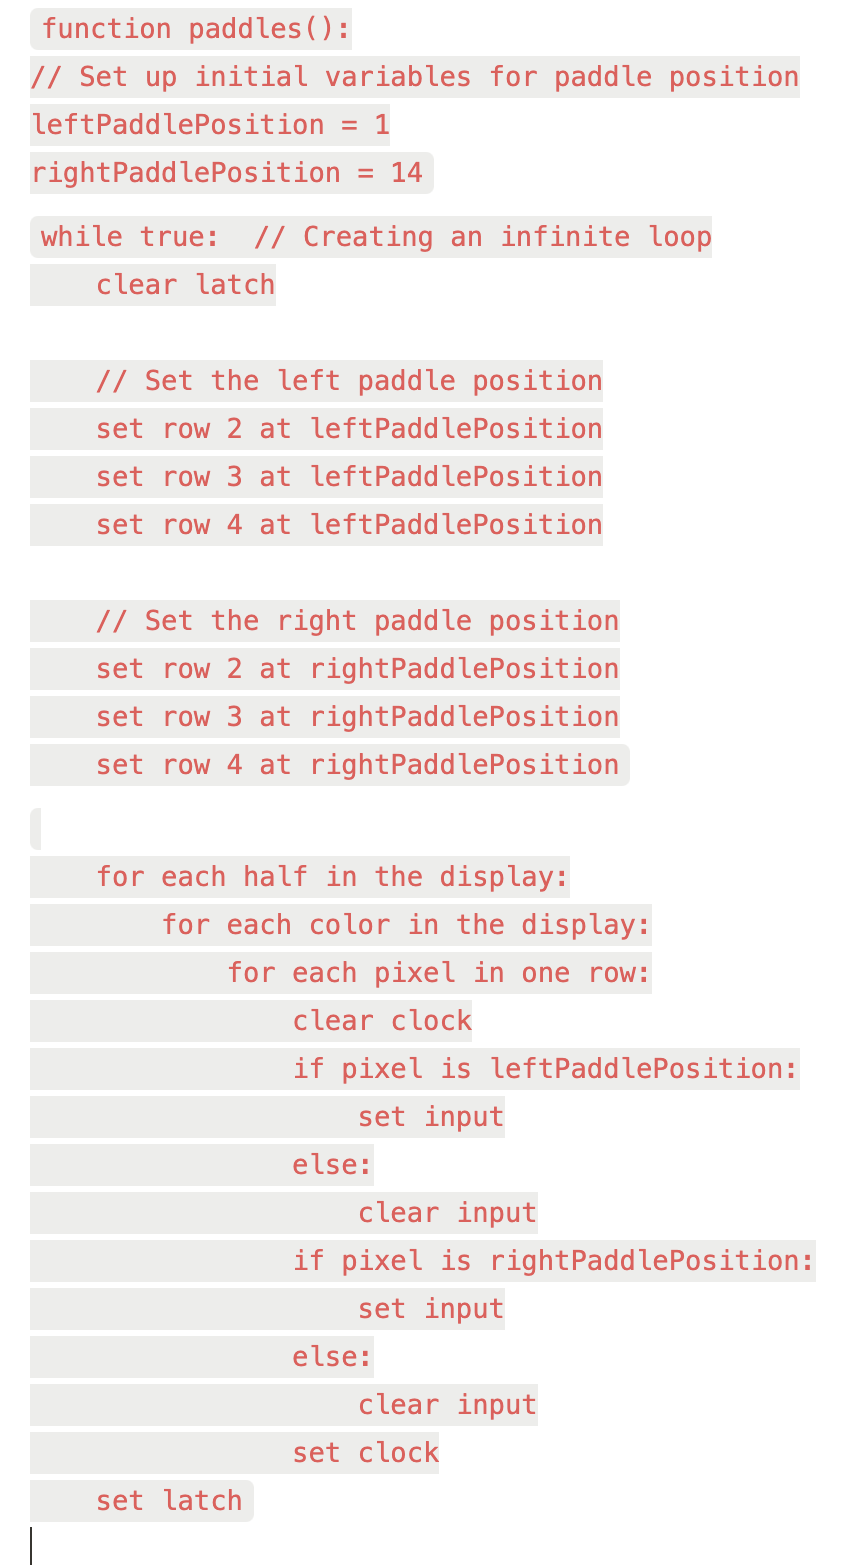 function paddles():
// Set up initial variables for paddle position
leftPaddlePosition = 1
rightPaddlePosition = 14
while true:  // Creating an infinite loop
    clear latch
    // Set the left paddle position
    set row 2 at leftPaddlePosition
    set row 3 at leftPaddlePosition
    set row 4 at leftPaddlePosition
    // Set the right paddle position
    set row 2 at rightPaddlePosition
    set row 3 at rightPaddlePosition
    set row 4 at rightPaddlePosition
    for each half in the display:
        for each color in the display:
            for each pixel in one row:
                clear clock
                if pixel is leftPaddlePosition:
                    set input
                else:
                    clear input
                if pixel is rightPaddlePosition:
                    set input
                else:
                    clear input
                set clock
    set latch